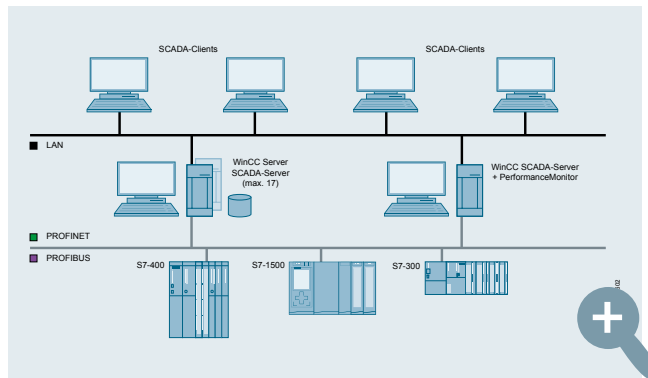 SCADA-Clients
SCADA-Clients
LAN
WinCC Server
SCADA-Server
(max. 17)
WinCC SCADA-Server
+ PerformanceMonitor
PROFINET
PROFIBUS
S7-400
S7-1500
S7-300